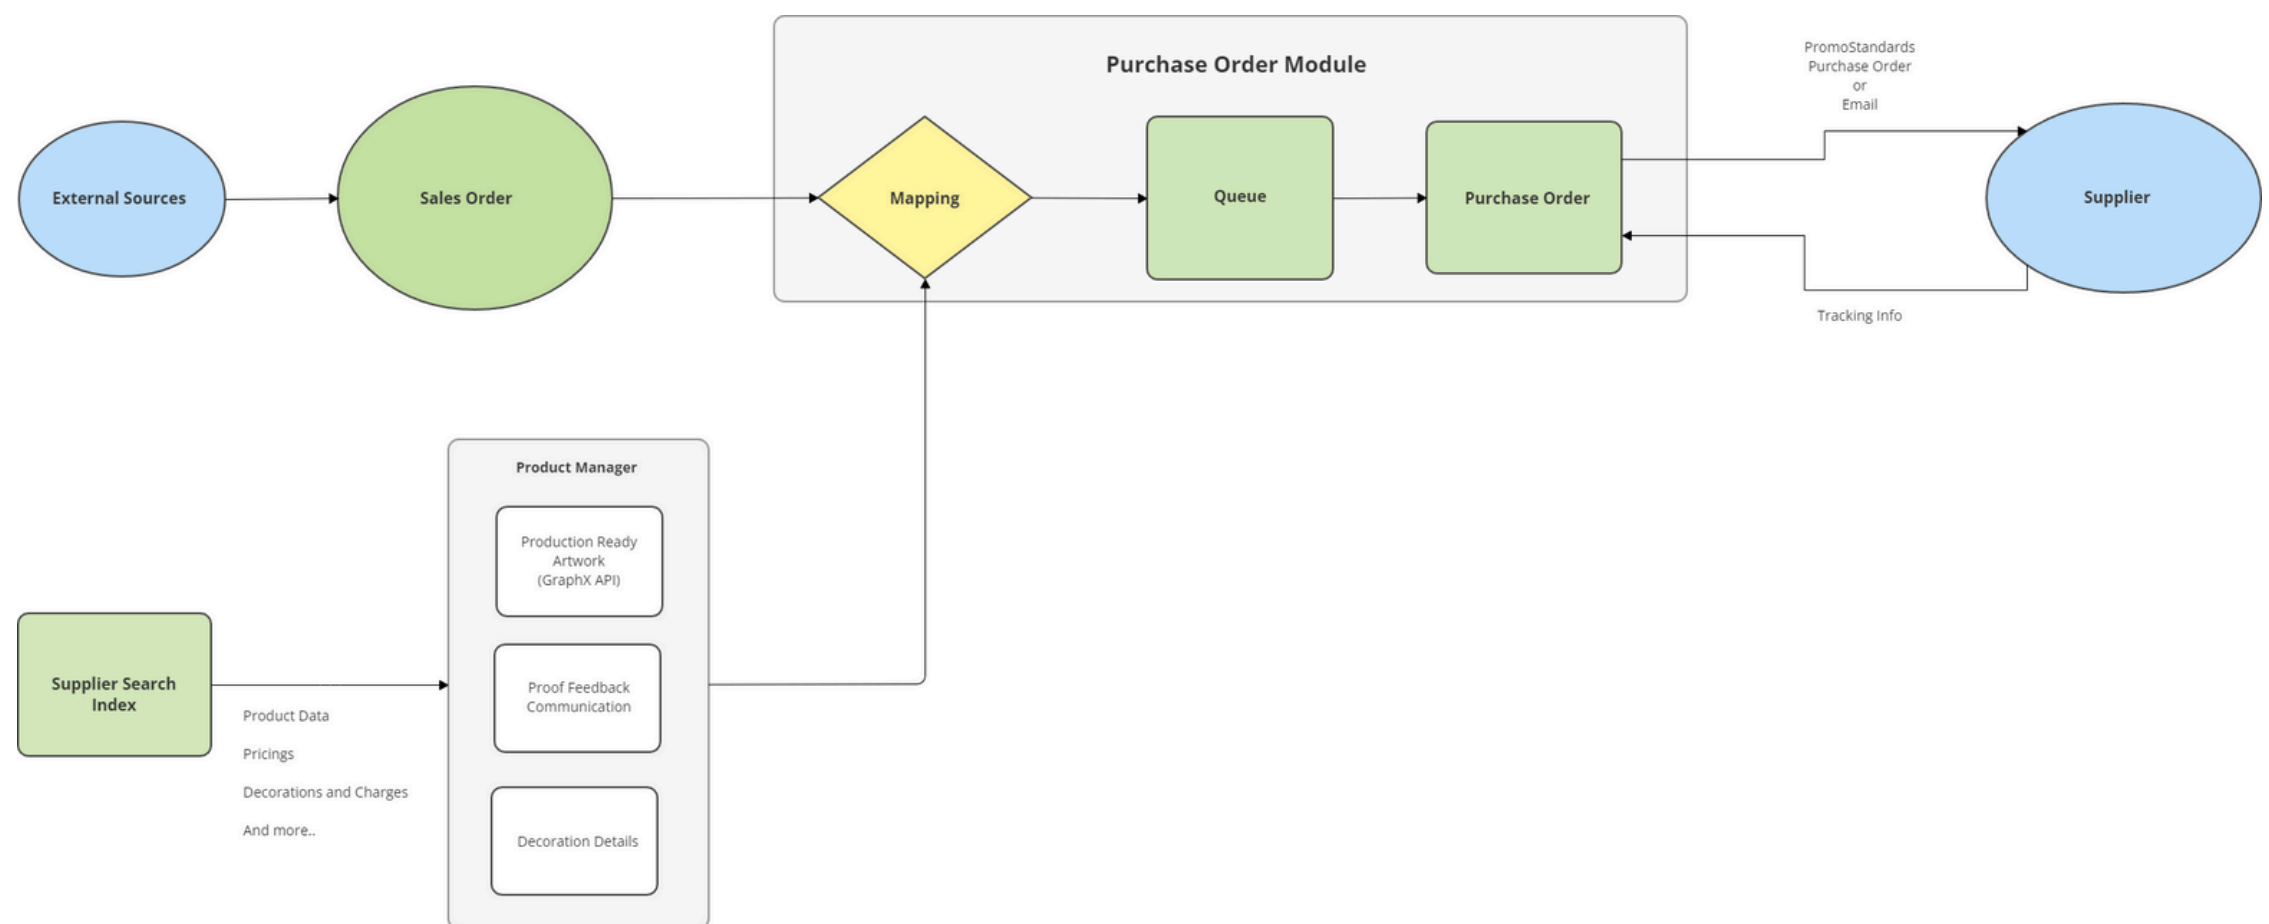 Purchase Order Module
PromoStandards
Purchase Order
or
Email
External Sources
Sales Order
Mapping
Queue
Purchase Order
Supplier
Tracking Info
Product Manager
Production Ready
Artwork
(GraphX API)
Supplier Search
Index
Proof Feedback
Communication
Product Data
Pricings
Decorations and Charges
And more..
Decoration Details